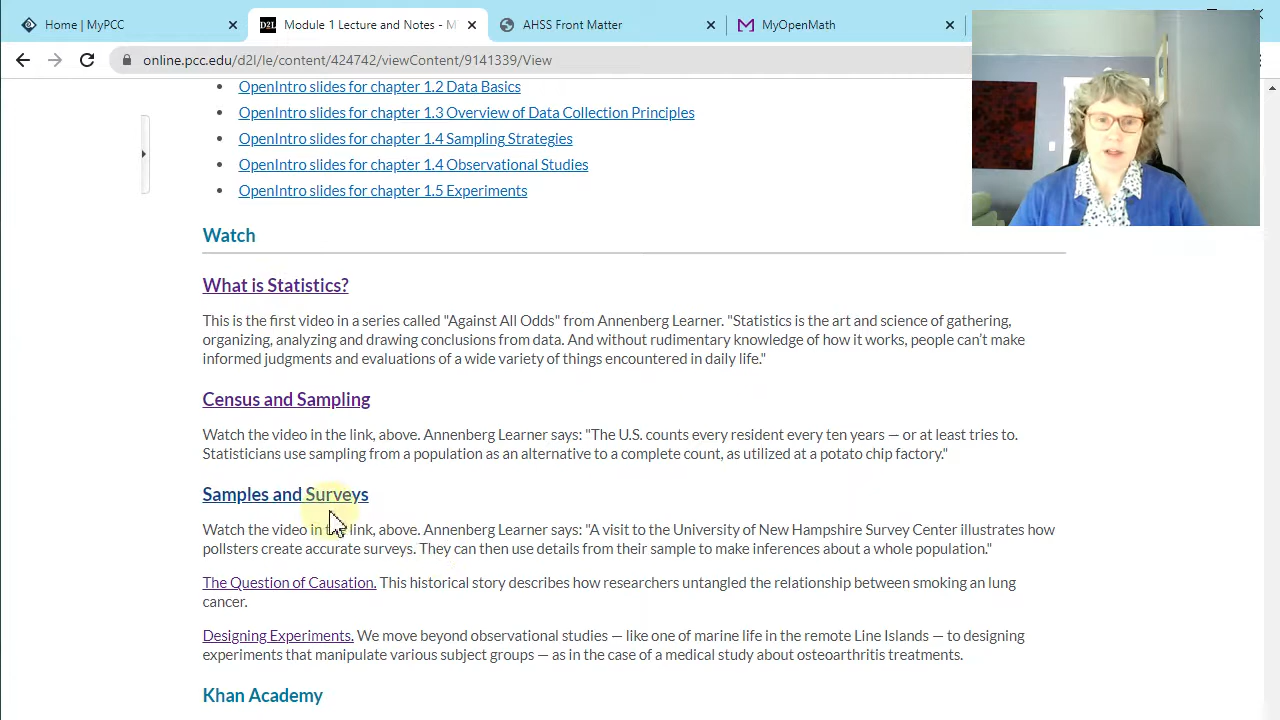 Home | MyPCC
D2L
Module 1 Lecture and Notes - M
AHSS Front Matter
MyOpenMath
online.pcc.edu/d2l/le/content/424742/viewContent/9141339/View
• OpenIntro slides for chapter 1.2 Data Basics
• OpenIntro slides for chapter 1.3 Overview of Data Collection Principles
• OpenIntro slides for chapter 1.4 Sampling Strategies
• OpenIntro slides for chapter 1.4 Observational Studies
• OpenIntro slides for chapter 1.5 Experiments
Watch
What is Statistics?
This is the first video in a series called "Against All Odds" from Annenberg Learner. "Statistics is the art and science of gathering,
organizing, analyzing and drawing conclusions from data. And without rudimentary knowledge of how it works, people can't make
informed judgments and evaluations of a wide variety of things encountered in daily life."
Census and Sampling
Watch the video in the link, above. Annenberg Learner says: "The U.S. counts every resident every ten years — or at least tries to.
Statisticians use sampling from a population as an alternative to a complete count, as utilized at a potato chip factory."
Samples and Surveys
Watch the video in the link, above. Annenberg Learner says: "A visit to the University of New Hampshire Survey Center illustrates how
pollsters create accurate surveys. They can then use details from their sample to make inferences about a whole population."
The Question of Causation. This historical story describes how researchers untangled the relationship between smoking an lung
cancer.
Designing Experiments. We move beyond observational studies — like one of marine life in the remote Line Islands — to designing
experiments that manipulate various subject groups — as in the case of a medical study about osteoarthritis treatments.
Khan Academy